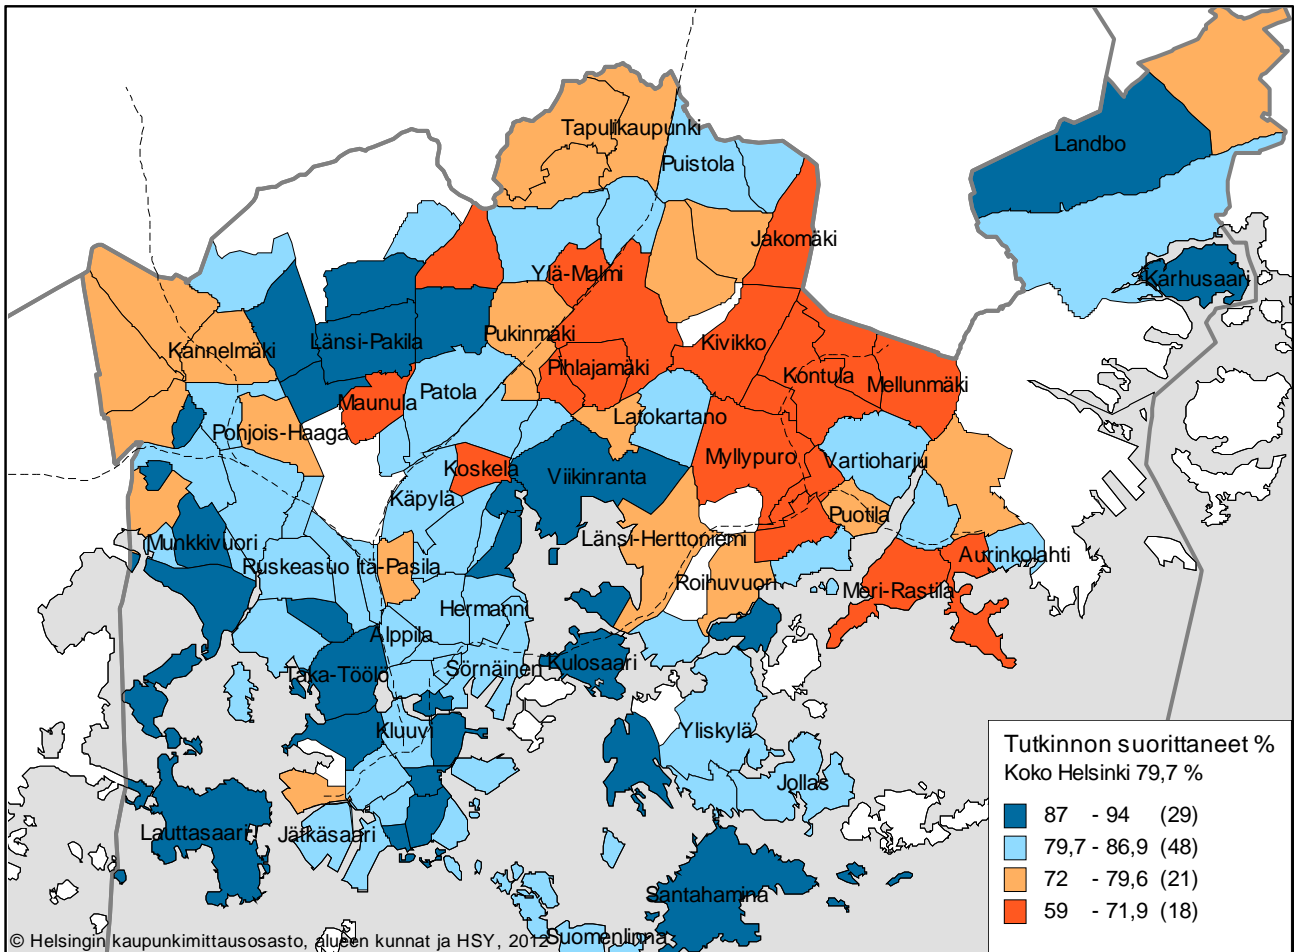 Tapulikaupunki
Landbo
Puistola
Jakomäki
Ylä-Malmi
Karhusaari
Pukinmäki
Länsi-Pakila
Kivikko
Kannelmäki
Pihlajamäki
Kontula
Mellunmäki
Patola
Maunula
Latokartano
Pohjois-Haaga
Myllypuro
Vartioharju
Koskela
Viikinranta
Käpylä
Puotila
Länsi-Herttoniemi
Munkkivuori
Aurinkolahti
Ruskeasuo
Itä-Pasila
Roihuvuori
Meri-Rastila
Hermanni
Alppila
Kulosaari
Sörnäinen
Taka-Töölö
Kluuvi
Yliskylä
Jollas
Lauttasaari
Jätkäsaari
Santahamina
Suomenlinna
Tutkinnon suorittaneet %
Koko Helsinki 79,7 %
87 - 94 (29)
79,7 - 86,9 (48)
72 - 79,6 (21)
59 - 71,9 (18)
© Helsingin kaupunkimittausosasto, alueen kunnat ja HSY, 2012